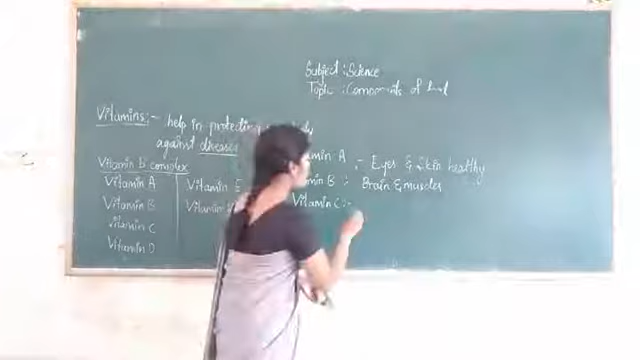 Subject : Science
Topic : Components of food
Vitamins :- help in protecting
against diseases
Vitamin B complex
Vitamin A
Vitamin B
Vitamin C
Vitamin D
Vitamin E
Vitamin
A :- Eyes & Skin healthy
B :- Brain & muscles
Vitamin C :-